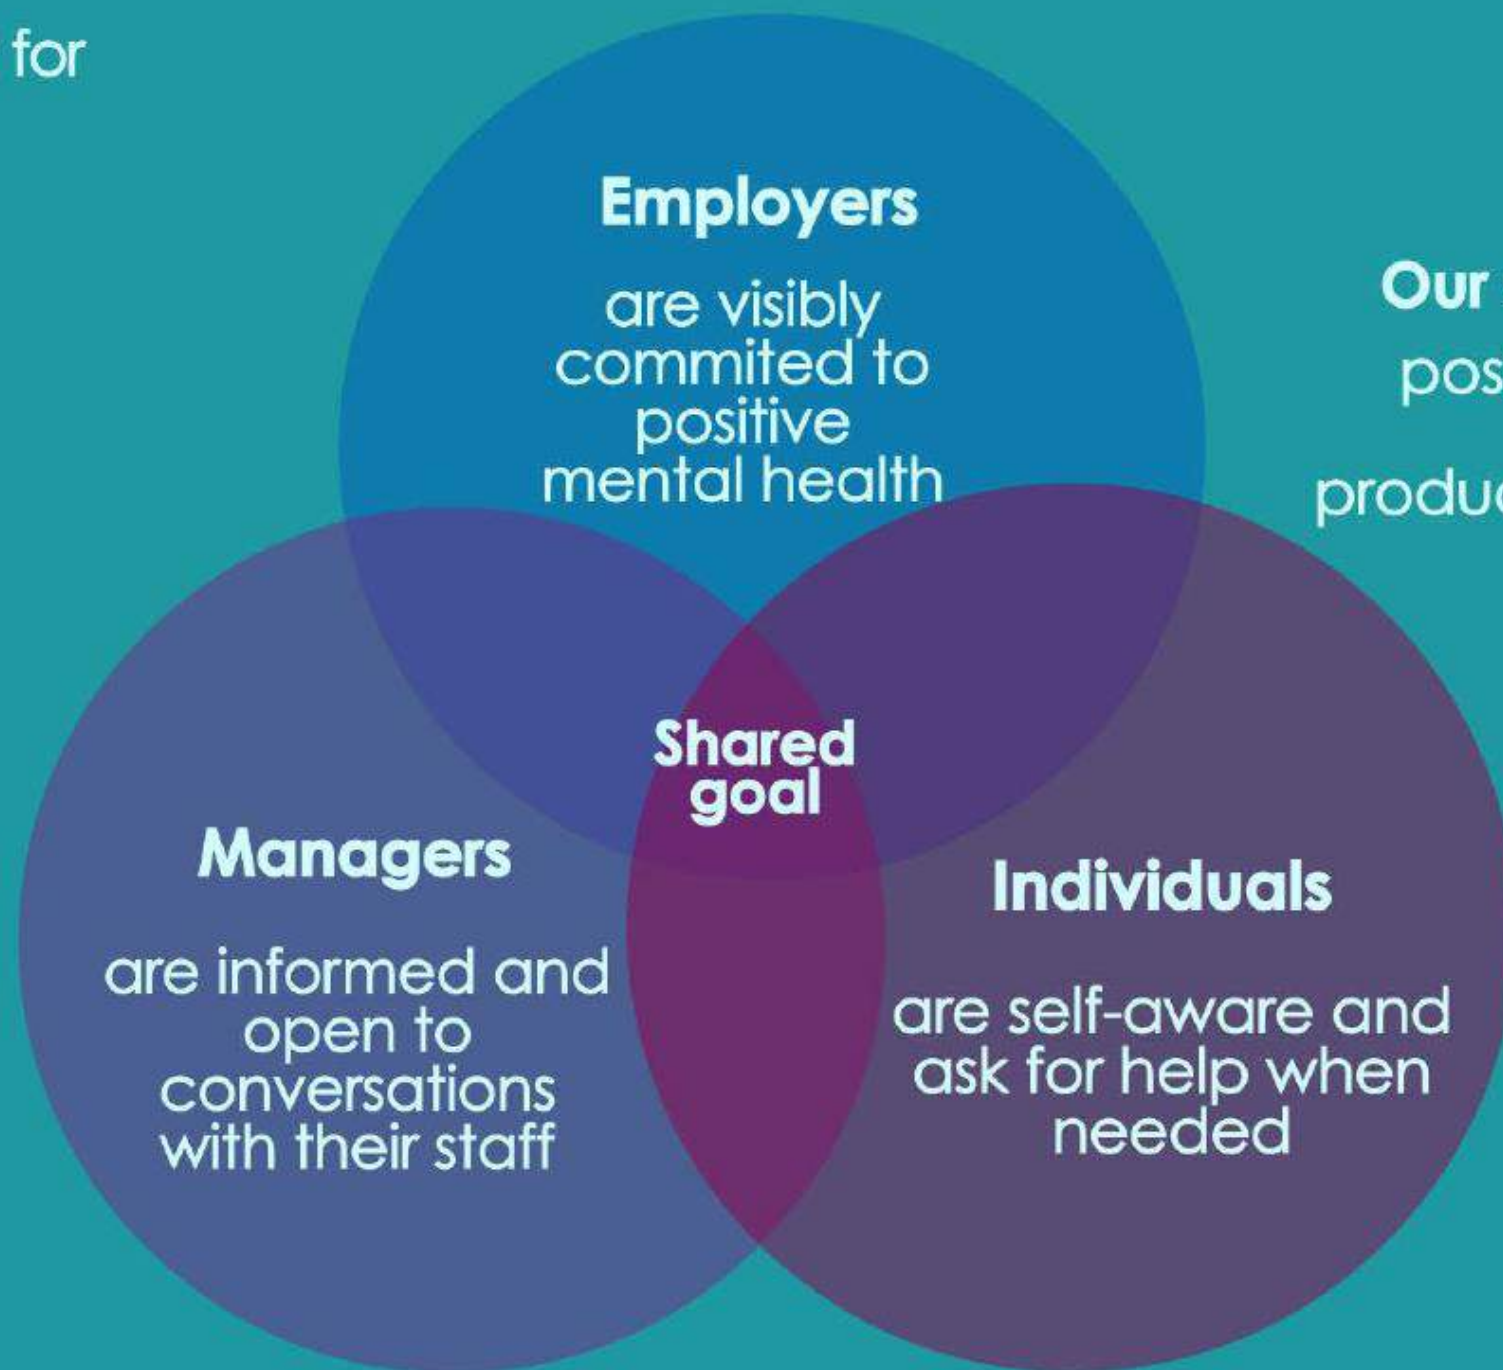 for
Employers
are visibly
commited to
positive
mental health
Our
pos
produc
Shared
goal
Managers
are informed and
open to
conversations
with their staff
Individuals
are self-aware and
ask for help when
needed